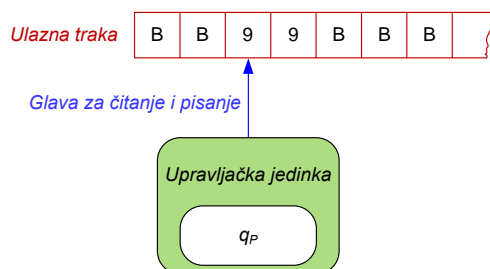 Ulazna traka B B 9 9 B B B
Glava za čitanje i pisanje
Upravljačka jedinka
qP